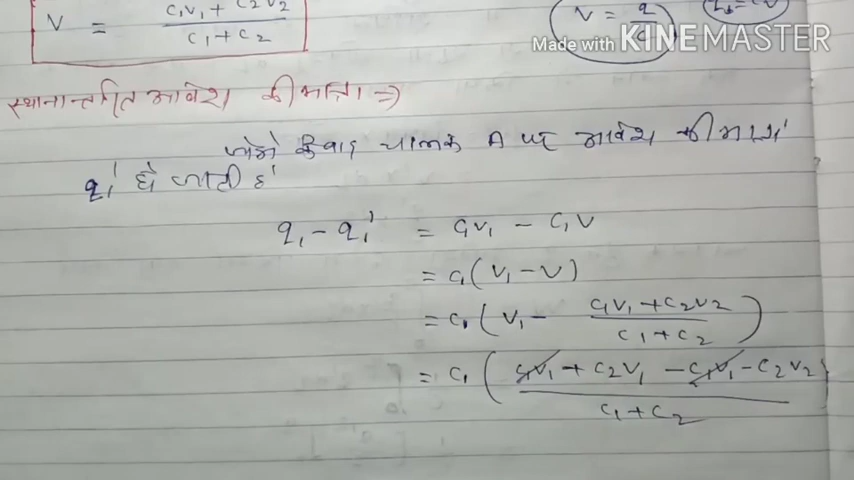 V = C₁V₁ + C₂V₂ / C₁ + C₂
V = q / C
Made with KINEMASTER
स्थानान्तरित आवेश की मात्रा ⇒
जोड़ने के बाद चालक A पर आवेश की मात्रा
q₁' हो जाती है
q₁ - q₁' = C₁V₁ - C₁V
= C₁ (V₁ - V)
= C₁ (V₁ - C₁V₁ + C₂V₂ / C₁ + C₂)
= C₁ (C₁V₁ + C₂V₁ - C₁V₁ - C₂V₂ / C₁ + C₂)